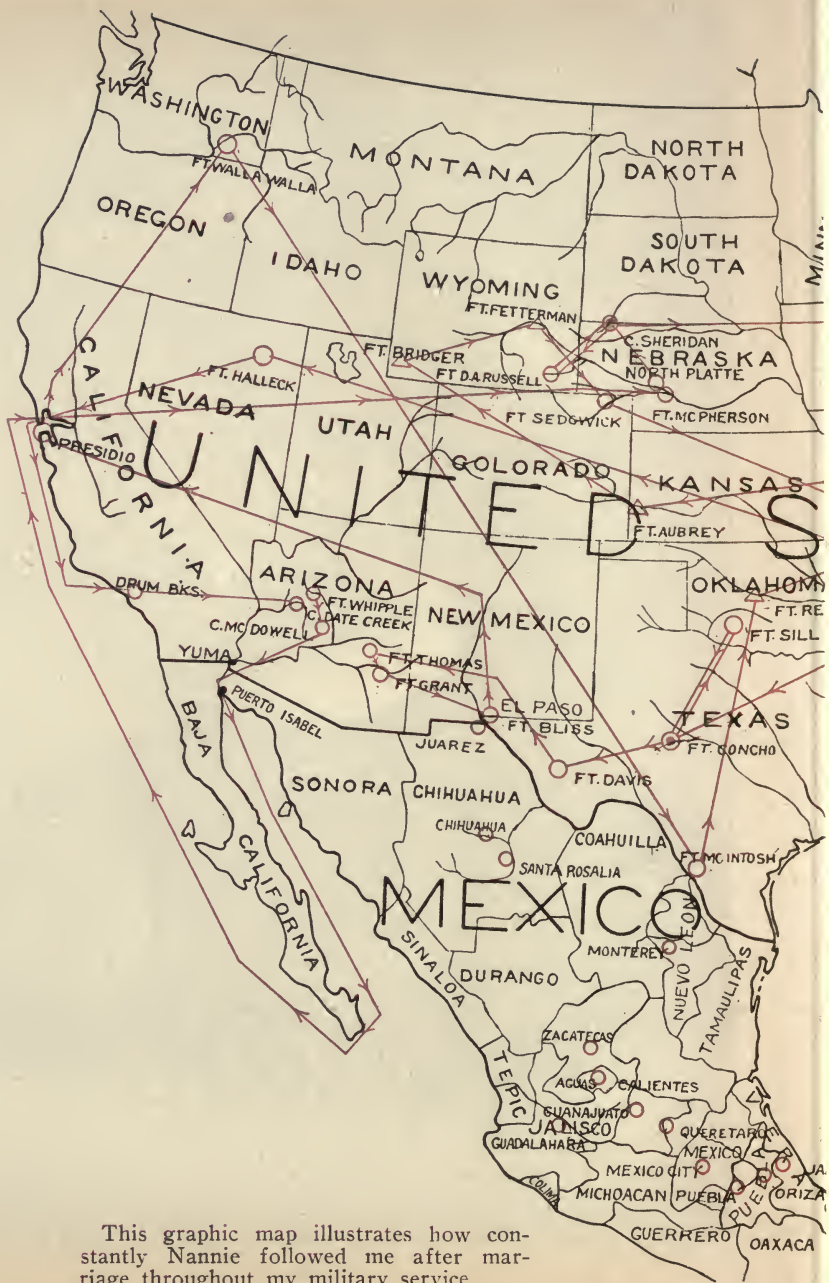 WASHINGTON
FT. WALLA WALLA
MONTANA
NORTH
DAKOTA
OREGON
IDAHO
SOUTH
DAKOTA
WYOMING
FT. FETTERMAN
C. SHERIDAN
FT. BRIDGER
NEBRASKA
FT. HALLECK
FT D.A. RUSSELL
NORTH PLATTE
NEVADA
FT SEDGWICK
FT. MCPHERSON
UTAH
CALIFORNIA
PRESIDIO
COLORADO
KANSAS
UNITED S
FT. AUBREY
ARIZONA
OKLAHOM
DRUM BKS.
FT. WHIPPLE
FT. RE
C. DATE CREEK
NEW MEXICO
FT. SILL
C. MCDOWELL
YUMA
FT. THOMAS
FT. GRANT
PUERTO ISABEL
EL PASO
FT. BLISS
TEXAS
JUAREZ
FT. CONCHO
BAJA
CALIFORNIA
FT. DAVIS
SONORA
CHIHUAHUA
CHIHUAHUA
COAHUILLA
FT. MCINTOSH
SANTA ROSALIA
MEXICO
MONTEREY
NUEVO LEON
SINALOA
DURANGO
TAMAULIPAS
ZACATECAS
TEPIC
AGUAS CALIENTES
GUANAJUATO
JALISCO
QUERETARO
GUADALAHARA
MEXICO
MEXICO CITY
JA
COLIMA
MICHOACAN
PUEBLA
PUEBLA
ORIZA
GUERRERO
OAXACA
This graphic map illustrates how con-
stantly Nannie followed me after mar-
riage throughout my military service